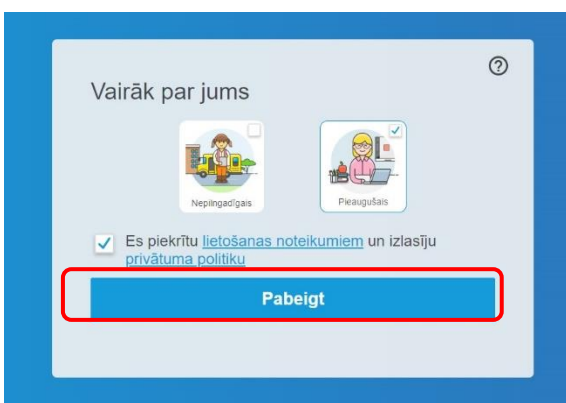 Vairāk par jums
Nepilngadīgais
Pieaugušais
Es piekrītu lietošanas noteikumiem un izlasīju
privātuma politiku
Pabeigt